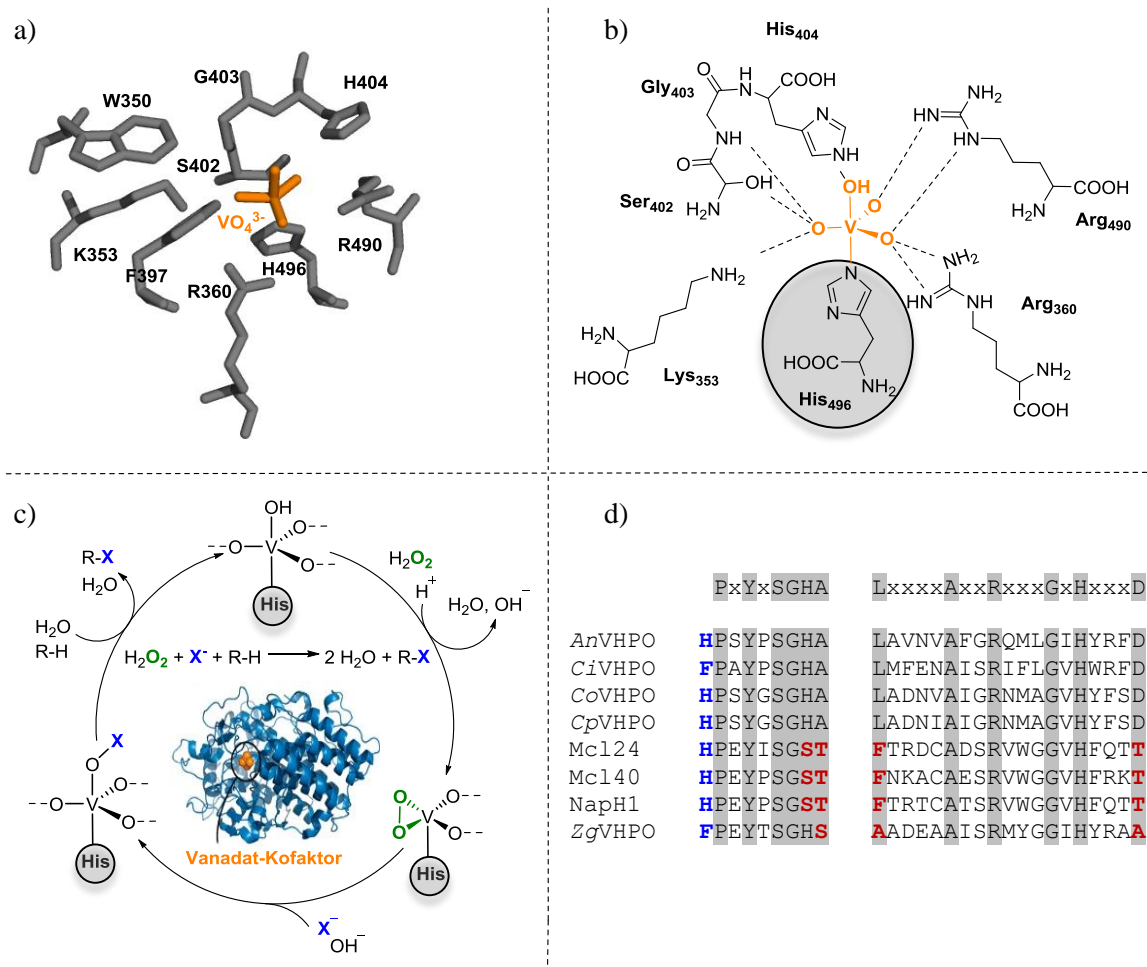 a)
G403
H404
W350
S402
VO₄³⁻
K353
F397
H496
R490
R360
b)
His₄₀₄
O
H
N
COOH
Gly₄₀₃
NH
N
NH
O
OH
H₂N
Ser₄₀₂
NH₂
HN
HN
COOH
H₂N
Arg₄₉₀
OH
O
O
V
O
NH₂
HN
NH
Arg₃₆₀
NH₂
COOH
NH₂
H₂N
HOOC
Lys₃₅₃
N
N
HOOC
NH₂
His₄₉₆
c)
OH
--O
V
O--
O--
His
R-X
H₂O
H₂O
R-H
H₂O₂
H⁺
H₂O, OH⁻
H₂O₂ + X⁻ + R-H → 2 H₂O + R-X
X
O
--O
V
O--
O--
His
Vanadat-Kofaktor
O
O
V
O--
O--
His
X⁻
OH⁻
d)
PxYxSGHA LxxxxAxxRxxxGxHxxxD
AnVHPO HPSYPSGHA LAVNVAFGRQMLGIHYRFD
CiVHPO FPAYPSGHA LMFENAISRIFLGVHWRFD
CoVHPO HPSYGSGHA LADNVAIGRNMAGVHYFSD
CpVHPO HPSYGSGHA LADNIAIGRNMAGVHYFSD
Mcl24 HPEYISGST FTRDCADSRVWGGVHFQTT
Mcl40 HPEYPSGST FNKACAESRVWGGVHFRKT
NapH1 HPEYPSGST FTRTCATSRVWGGVHFQTT
ZgVHPO FPEYTSGHS AADEAAISRMYGGIHYRAA